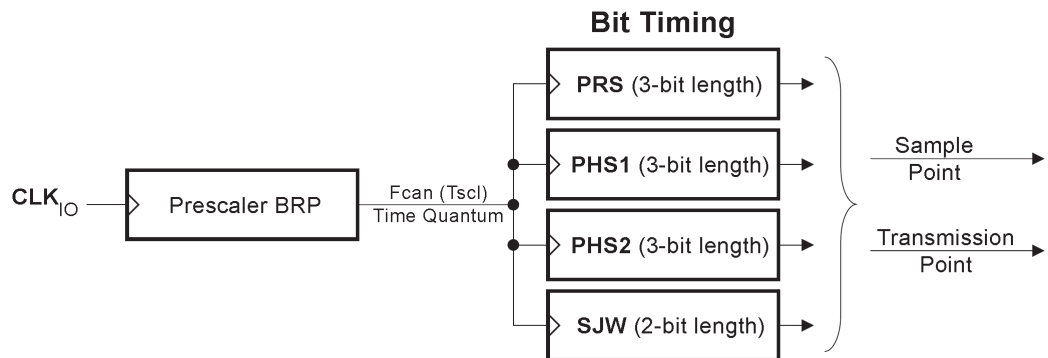 Bit Timing
PRS (3-bit length)
PHS1 (3-bit length)
PHS2 (3-bit length)
SJW (2-bit length)
CLKIO
Prescaler BRP
Fcan (Tscl)
Time Quantum
Sample
Point
Transmission
Point